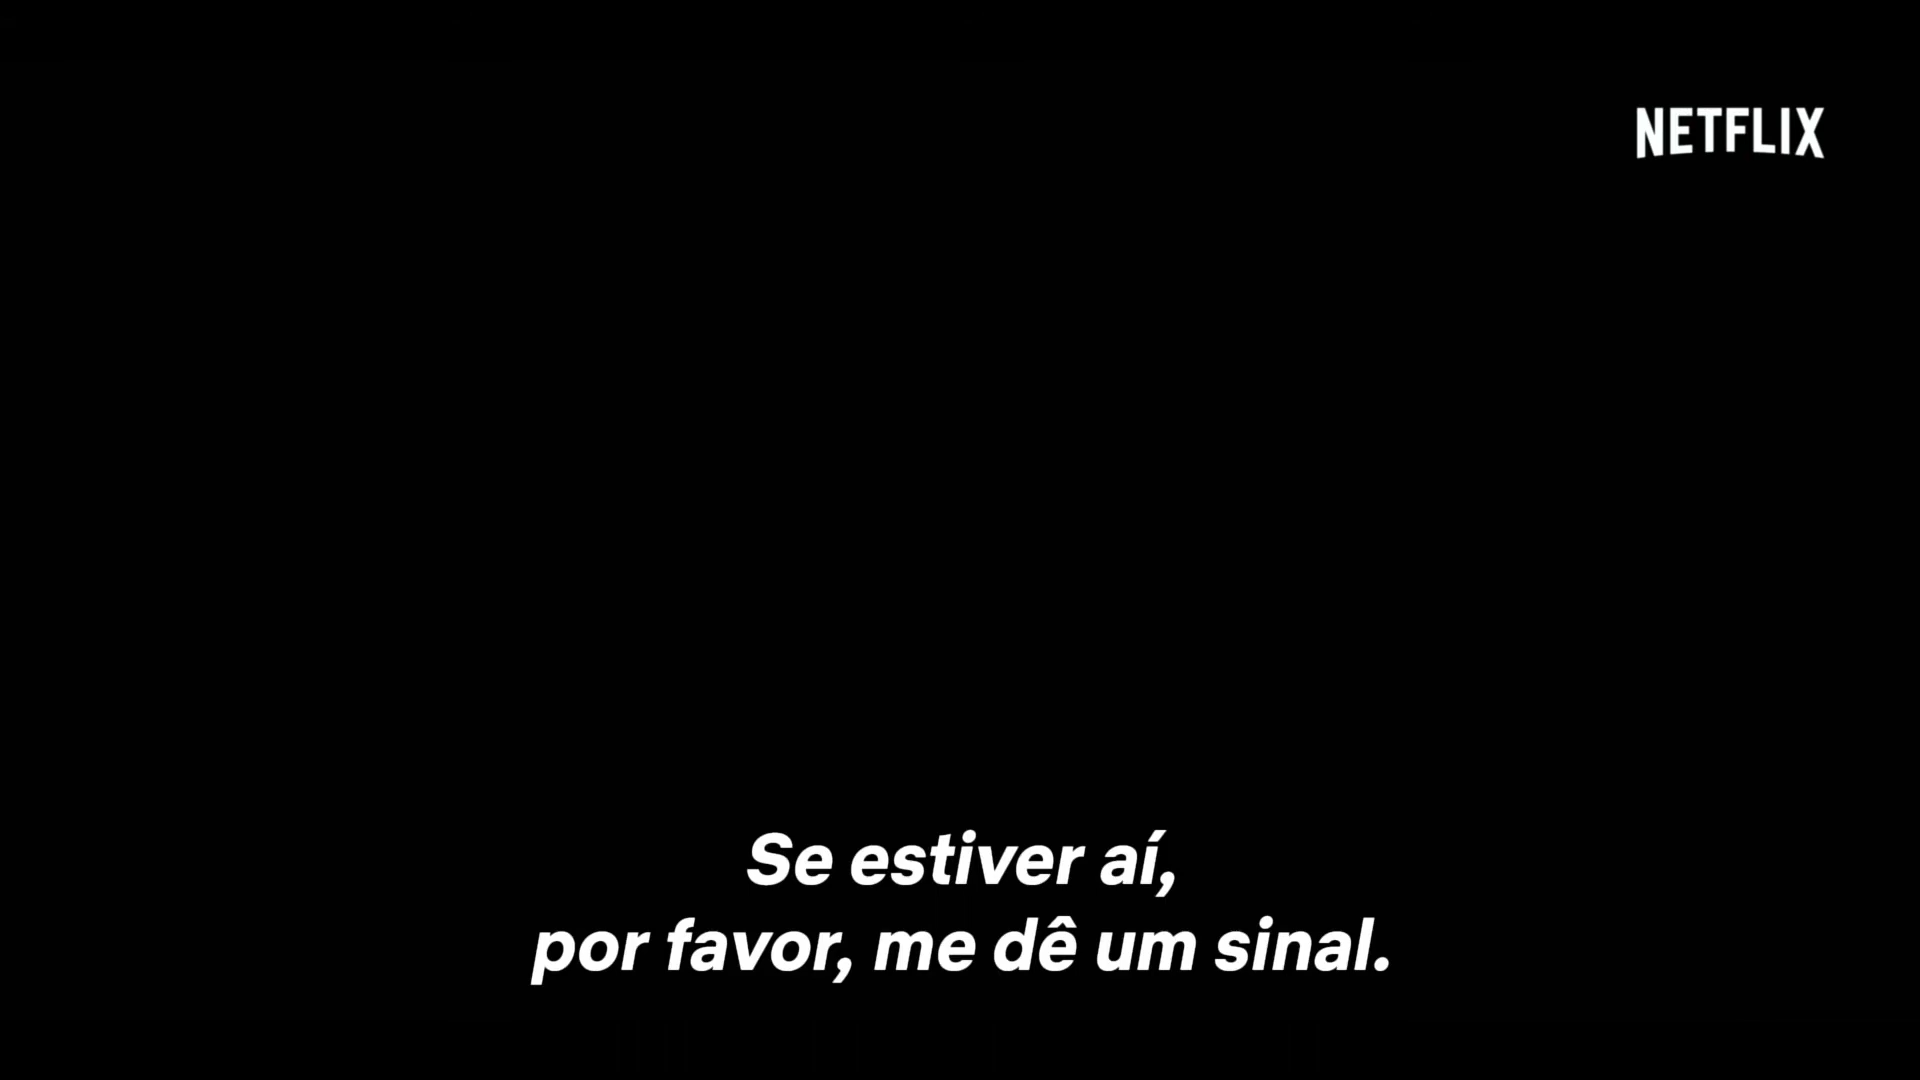 NETFLIX
Se estiver aí,
por favor, me dê um sinal.